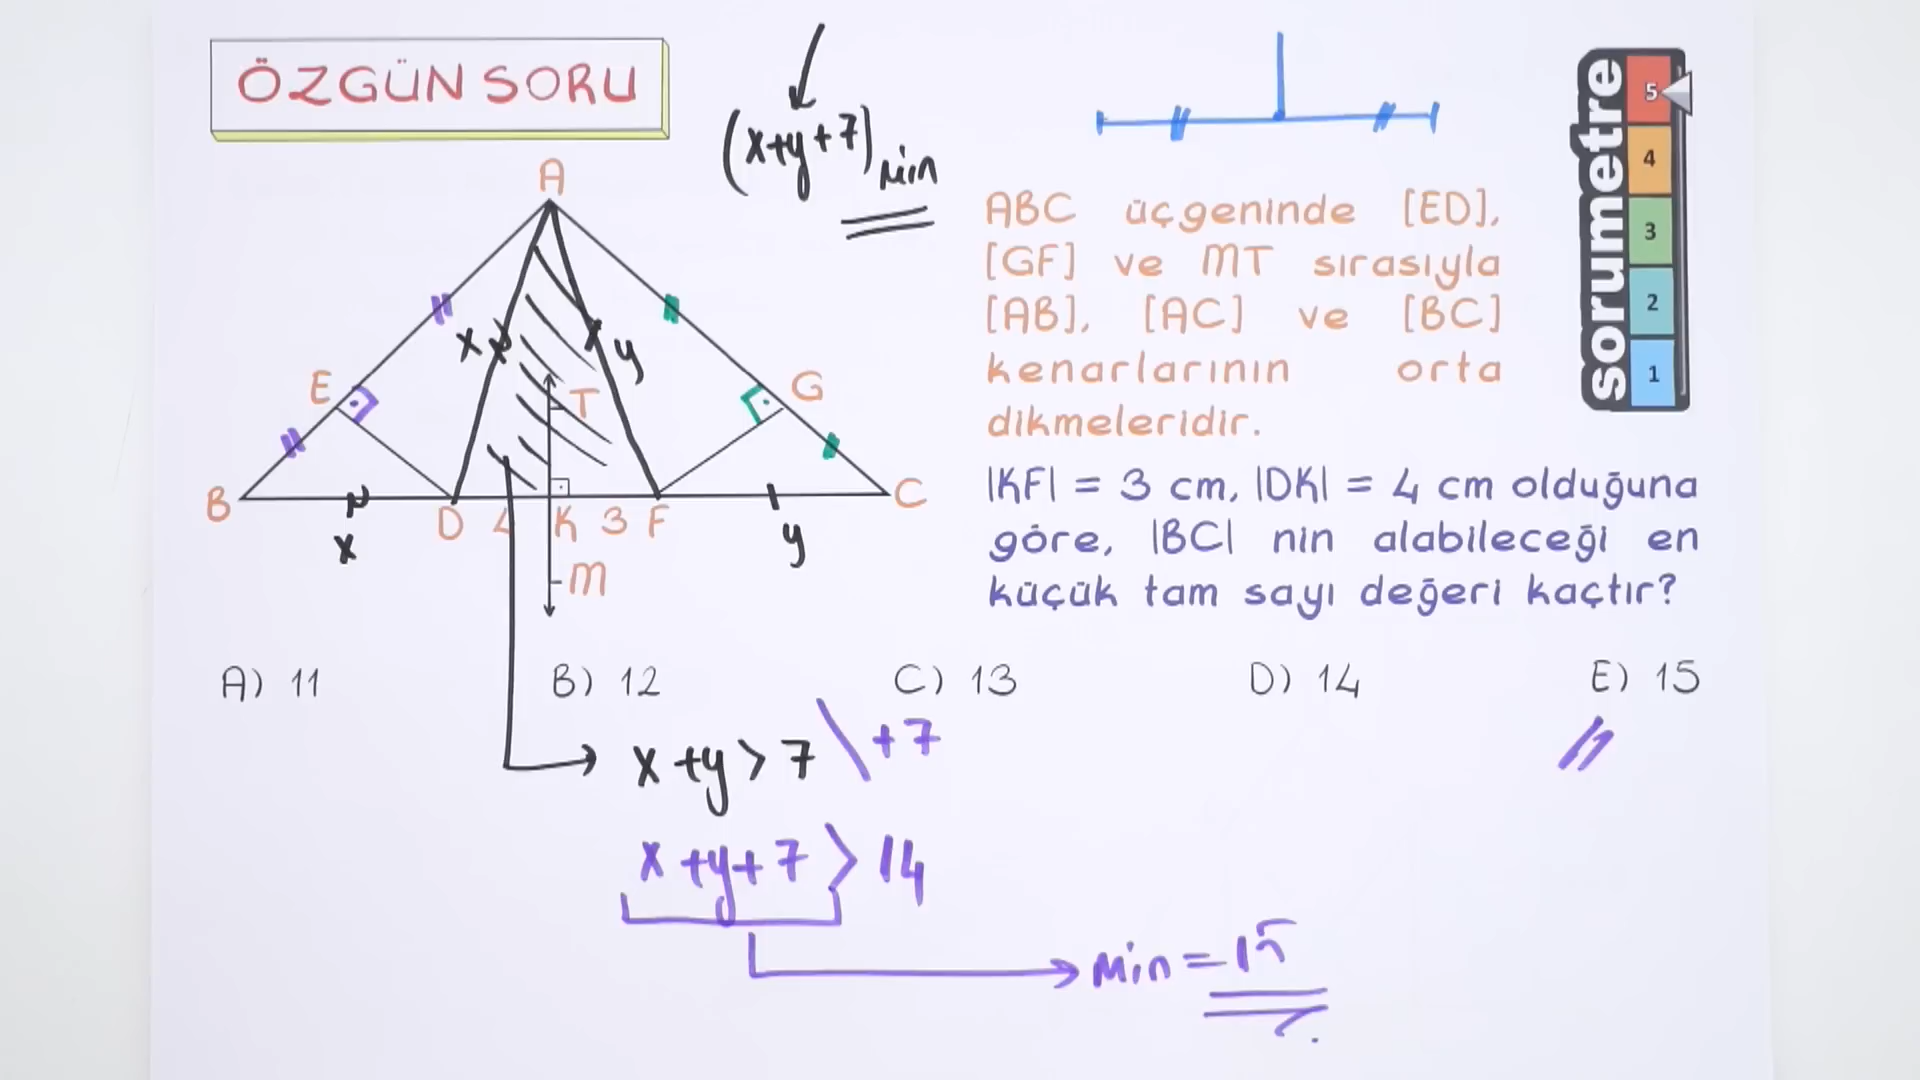 ÖZGÜN SORU
(x+y+7) min
ABC üçgeninde [ED],
[GF] ve MT sırasıyla
[AB], [AC] ve [BC]
kenarlarının orta
dikmeleridir.
|KF| = 3 cm, |DK| = 4 cm olduğuna
göre, |BC| nin alabileceği en
küçük tam sayı değeri kaçtır?
sorumetre
5
4
3
2
1
A
x
y
E
T
G
B
D 4 K 3 F
C
x
y
M
A) 11 B) 12 C) 13 D) 14 E) 15
x+y>7 \ +7
x+y+7 > 14
min = 15